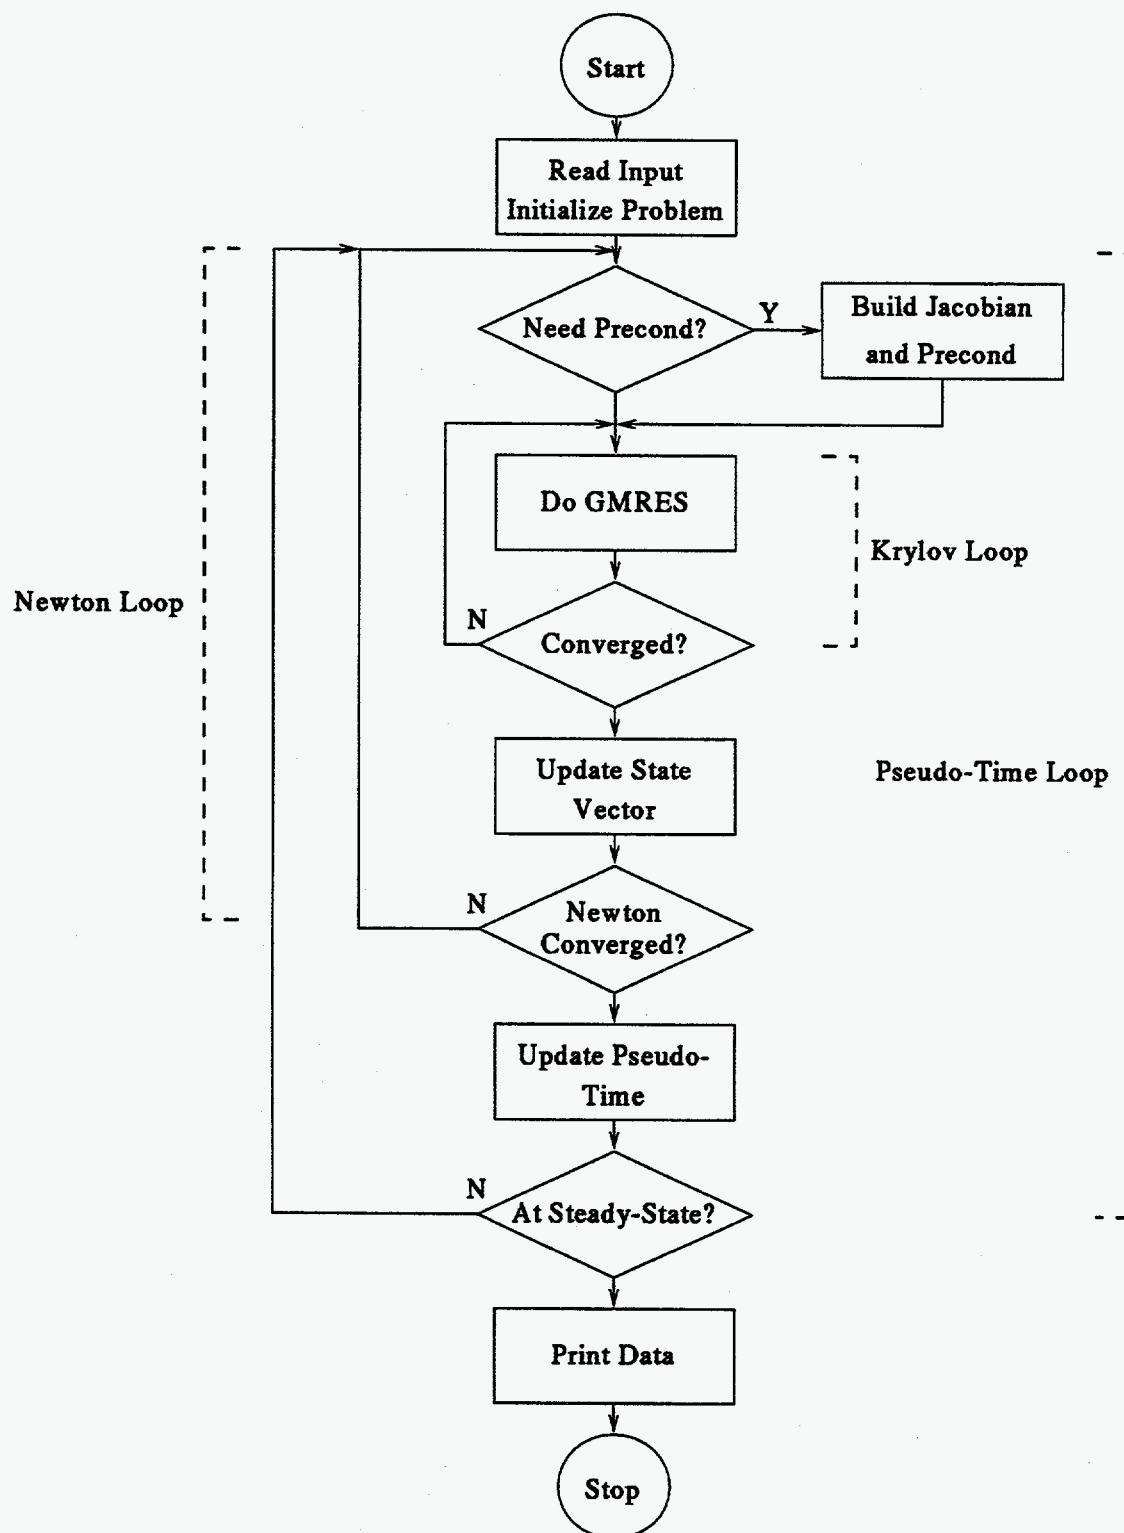 Start
Read Input
Initialize Problem
Need Precond?
Y
Build Jacobian
and Precond
Do GMRES
Krylov Loop
Newton Loop
N
Converged?
Update State
Vector
Pseudo-Time Loop
N
Newton
Converged?
Update Pseudo-
Time
N
At Steady-State?
Print Data
Stop